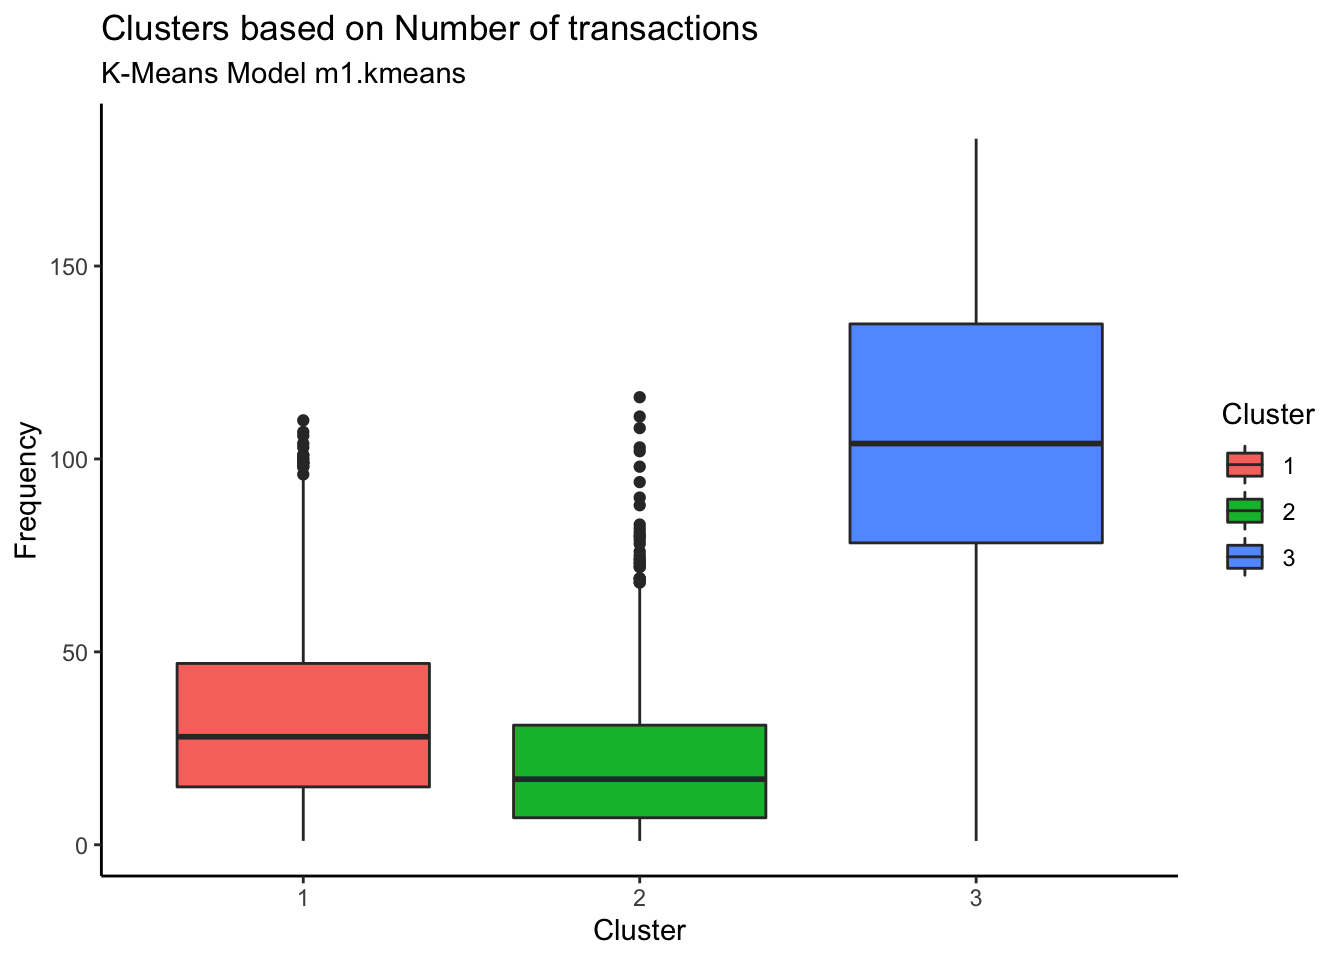 Clusters based on Number of transactions
K-Means Model m1.kmeans
150
100
50
0
Frequency
1
2
3
Cluster
Cluster
1
2
3